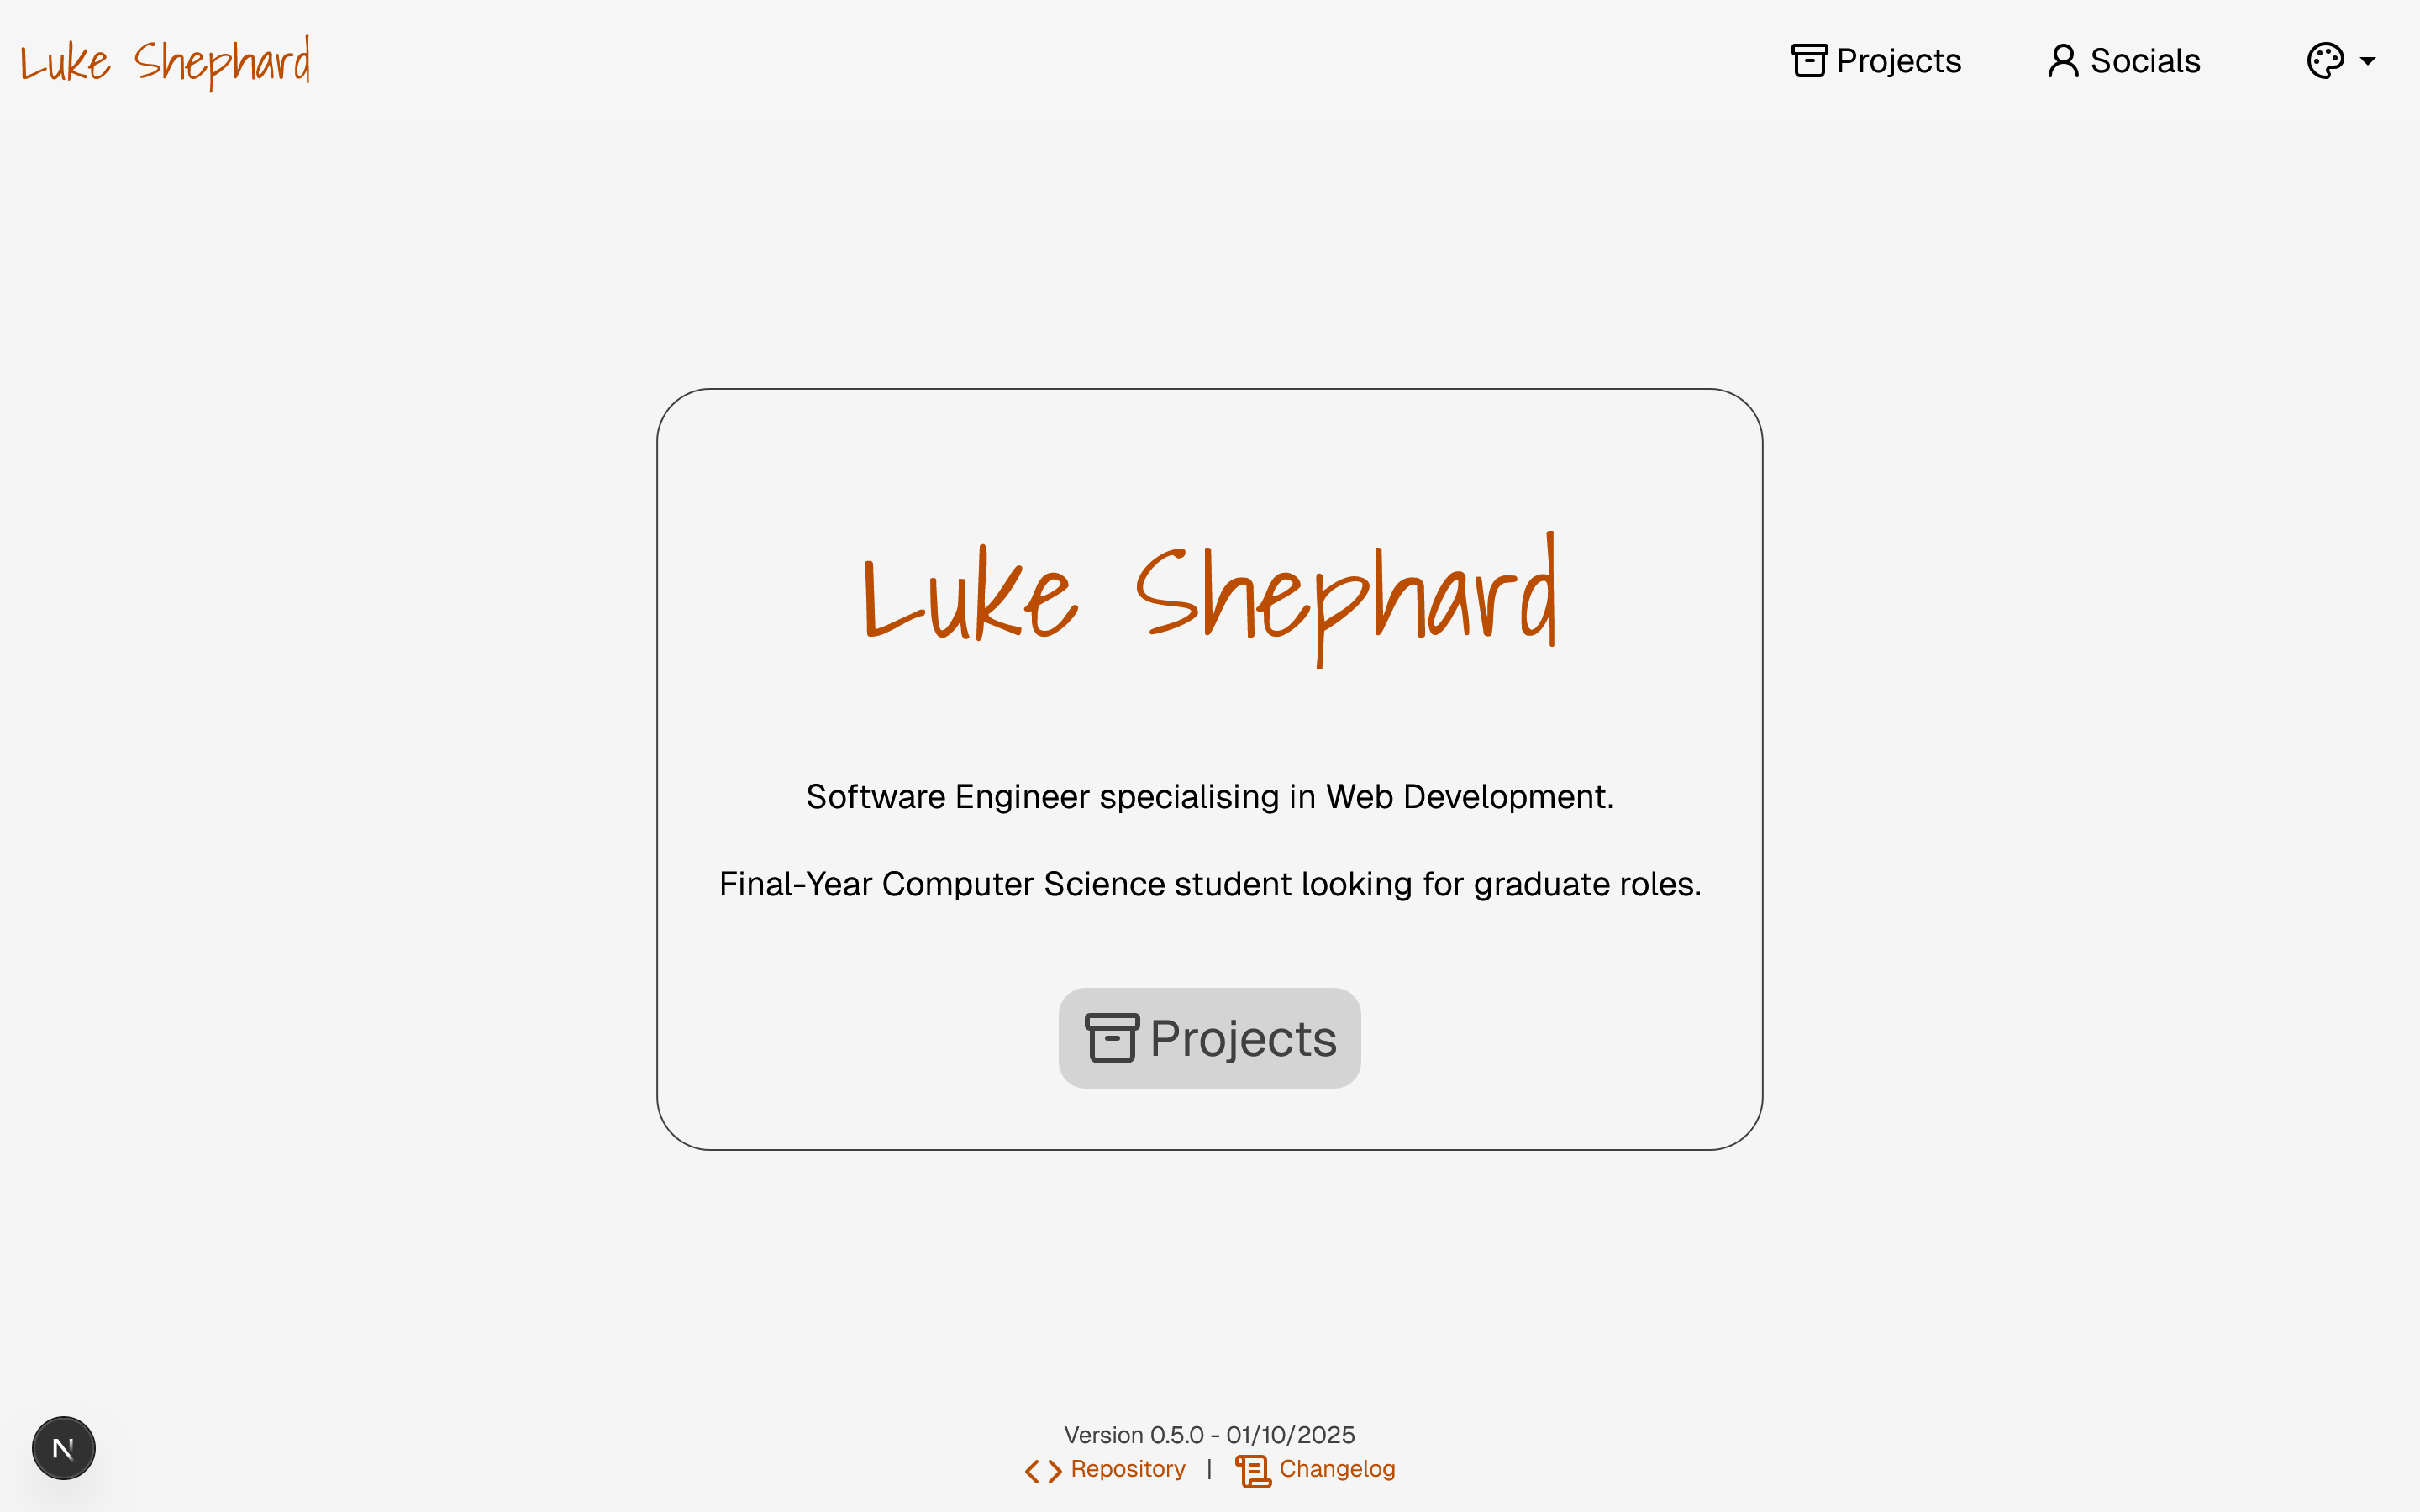 Luke Shephard
Projects
Socials
Luke Shephard
Software Engineer specialising in Web Development.
Final-Year Computer Science student looking for graduate roles.
Projects
N
Version 0.5.0 - 01/10/2025
Repository | Changelog